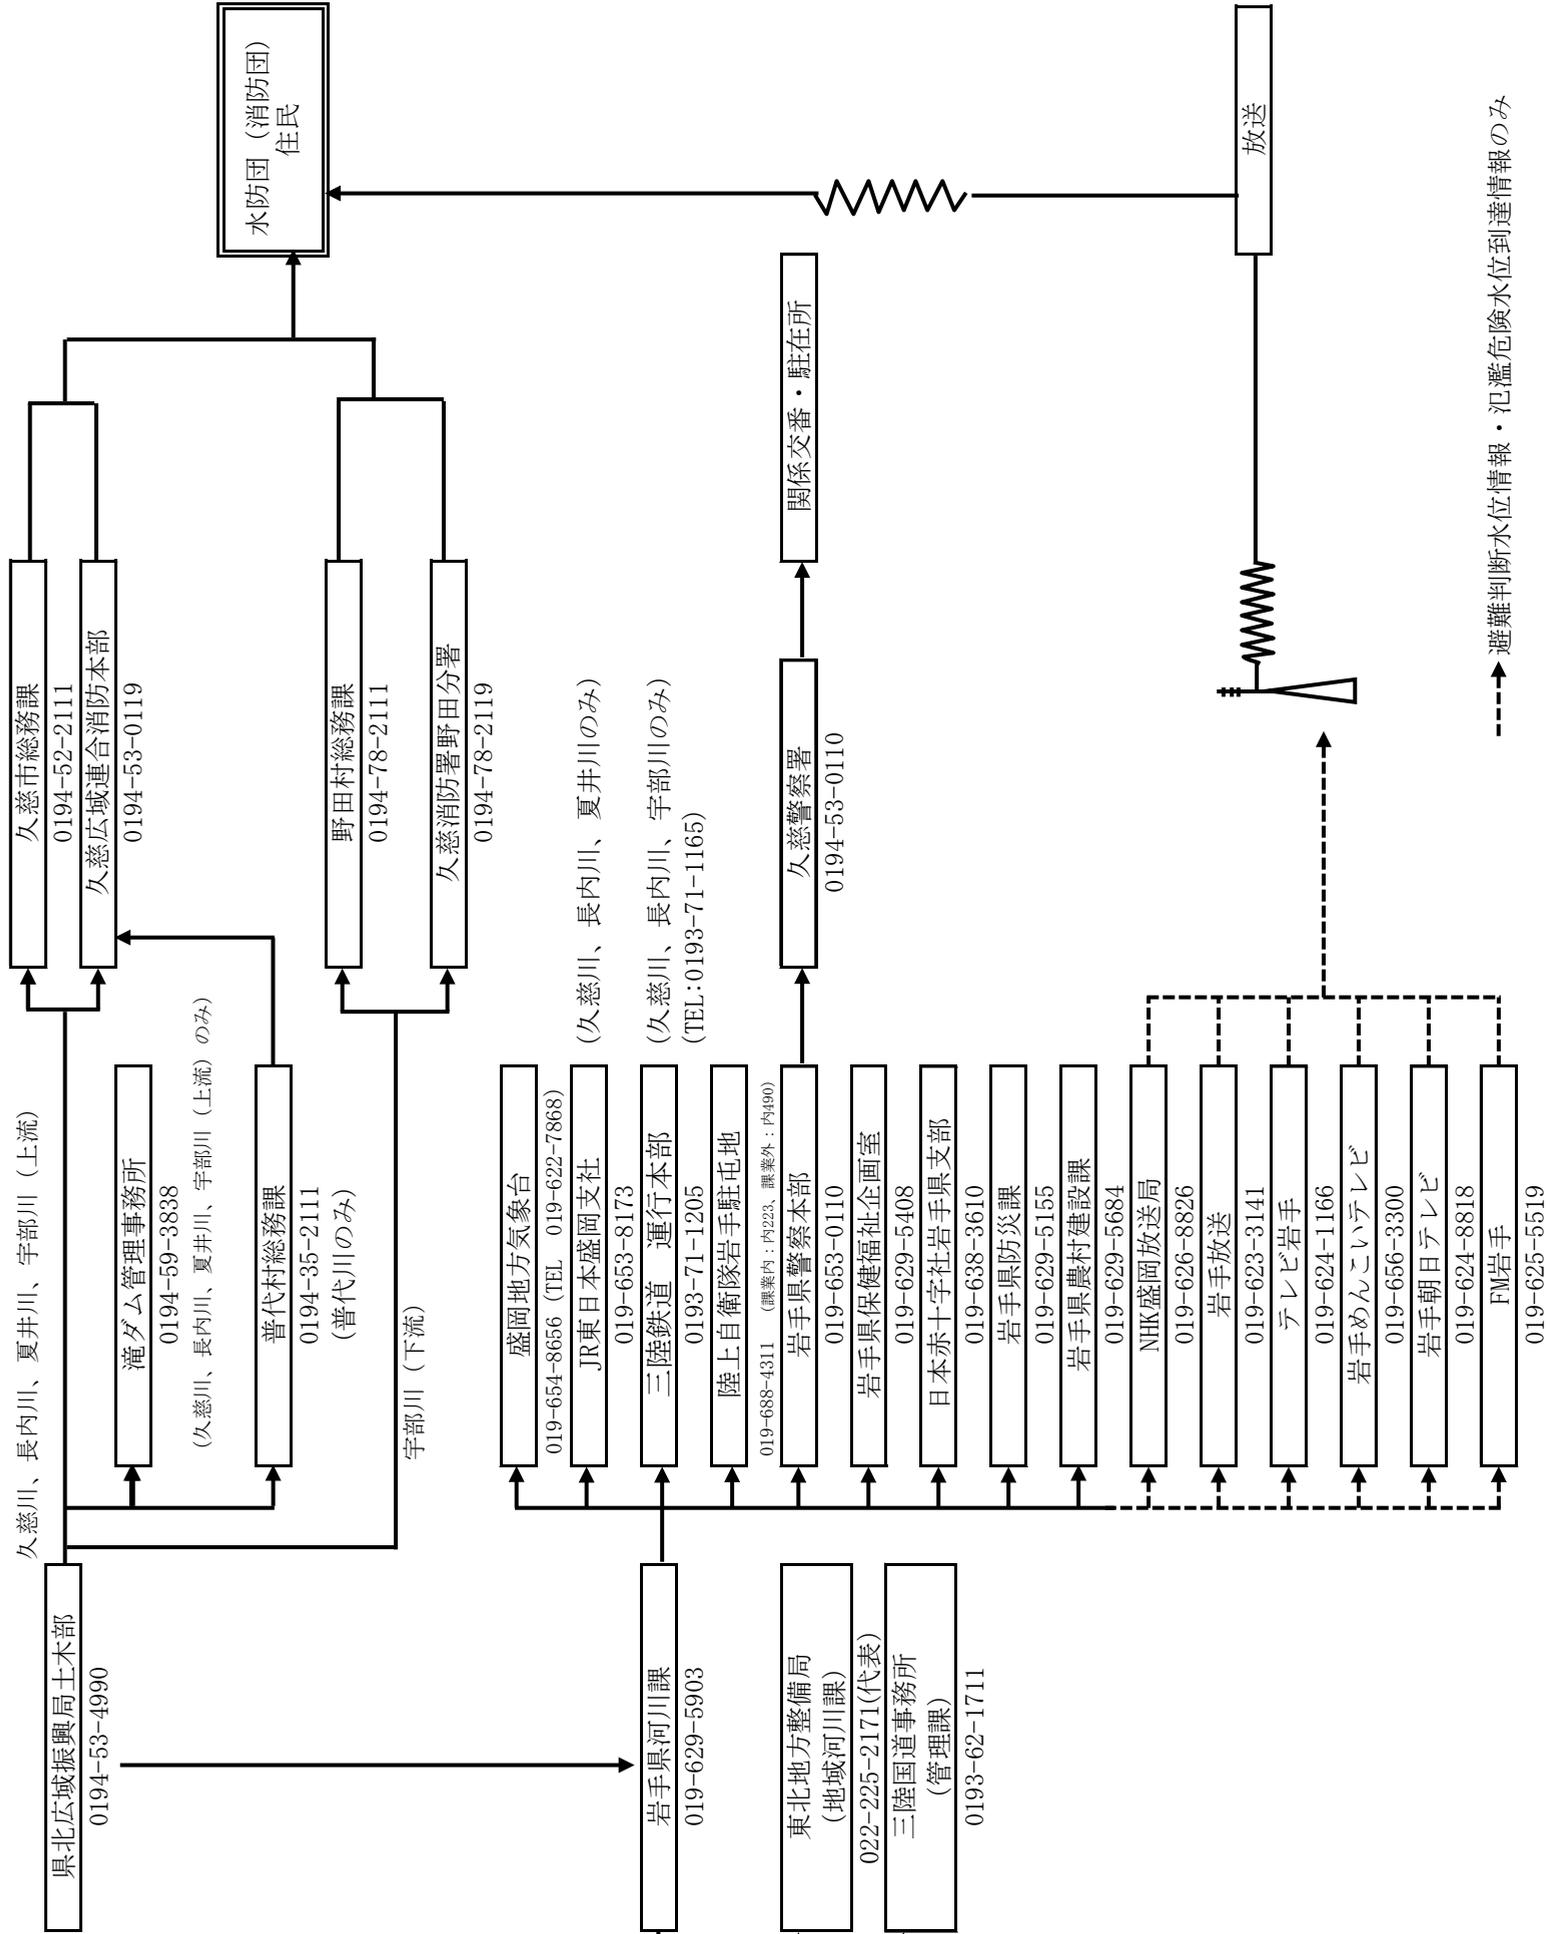 久慈川、長内川、夏井川、宇部川（上流）
県北広域振興局土木部
0194-53-4990
久慈市総務課
0194-52-2111
久慈広域連合消防本部
0194-53-0119
滝ダム管理事務所
0194-59-3838
(久慈川、長内川、夏井川、宇部川（上流）のみ)
普代村総務課
0194-35-2111
(普代川のみ)
水防団（消防団）
住民
野田村総務課
0194-78-2111
宇部川（下流）
久慈消防署野田分署
0194-78-2119
盛岡地方気象台
019-654-8656（TEL 019-622-7868）
JR東日本盛岡支社
(久慈川、長内川、夏井川のみ)
019-653-8173
岩手県河川課
019-629-5903
三陸鉄道　運行本部
(久慈川、長内川、宇部川のみ)
0193-71-1205
(TEL:0193-71-1165)
陸上自衛隊岩手駐屯地
019-688-4311 （課業内：内223、課業外：内490）
東北地方整備局
（地域河川課）
022-225-2171(代表)
岩手県警察本部
019-653-0110
久慈警察署
0194-53-0110
関係交番・駐在所
岩手県保健福祉企画室
019-629-5408
三陸国道事務所
（管理課）
0193-62-1711
日本赤十字社岩手県支部
019-638-3610
岩手県防災課
019-629-5155
岩手県農村建設課
019-629-5684
NHK盛岡放送局
019-626-8826
岩手放送
019-623-3141
放送
テレビ岩手
019-624-1166
岩手めんこいテレビ
019-656-3300
岩手朝日テレビ
019-624-8818
FM岩手
019-625-5519
避難判断水位情報・氾濫危険水位到達情報のみ